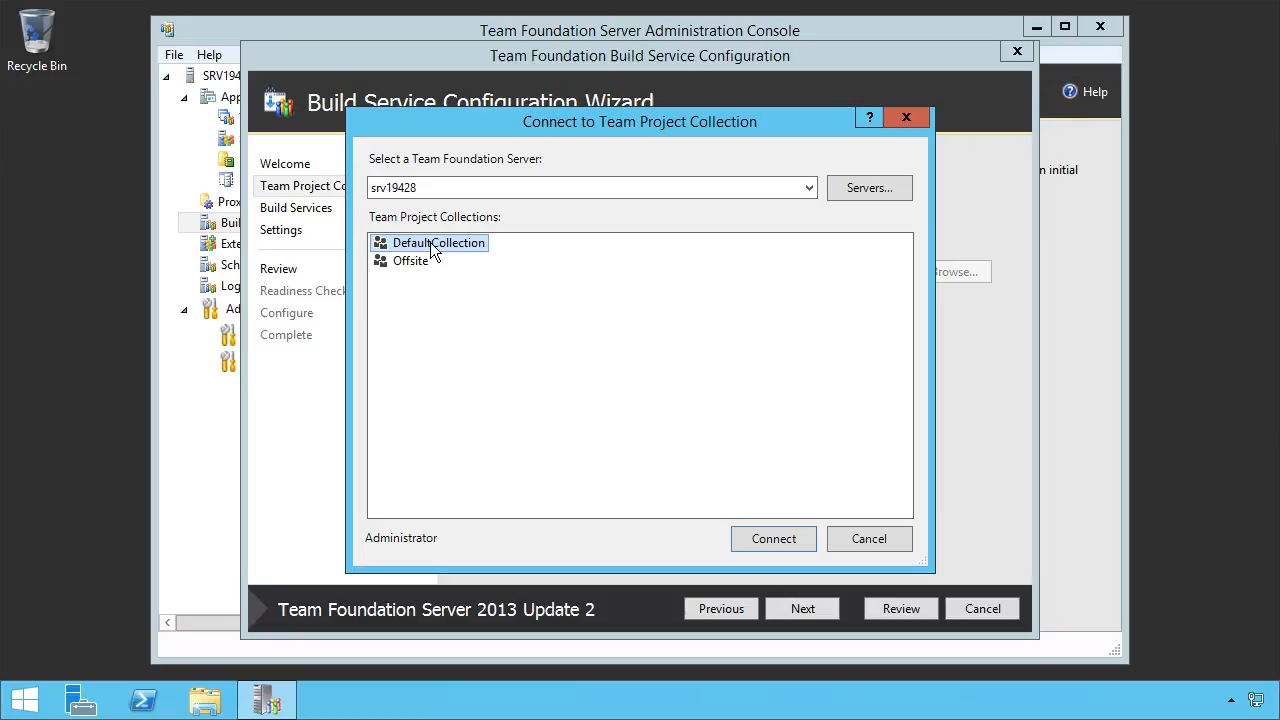 Recycle Bin
Team Foundation Server Administration Console
File Help
Team Foundation Build Service Configuration
SRV194
App
Prox
Buil
Exte
Sch
Log
Ad
Build Service Configuration Wizard
Help
n initial
Welcome
Team Project Co
Build Services
Settings
Review
Readiness Check
Configure
Complete
Connect to Team Project Collection
?
Select a Team Foundation Server:
srv19428
Servers...
Team Project Collections:
DefaultCollection
Offsite
rowse...
Administrator
Connect
Cancel
Team Foundation Server 2013 Update 2
Previous
Next
Review
Cancel